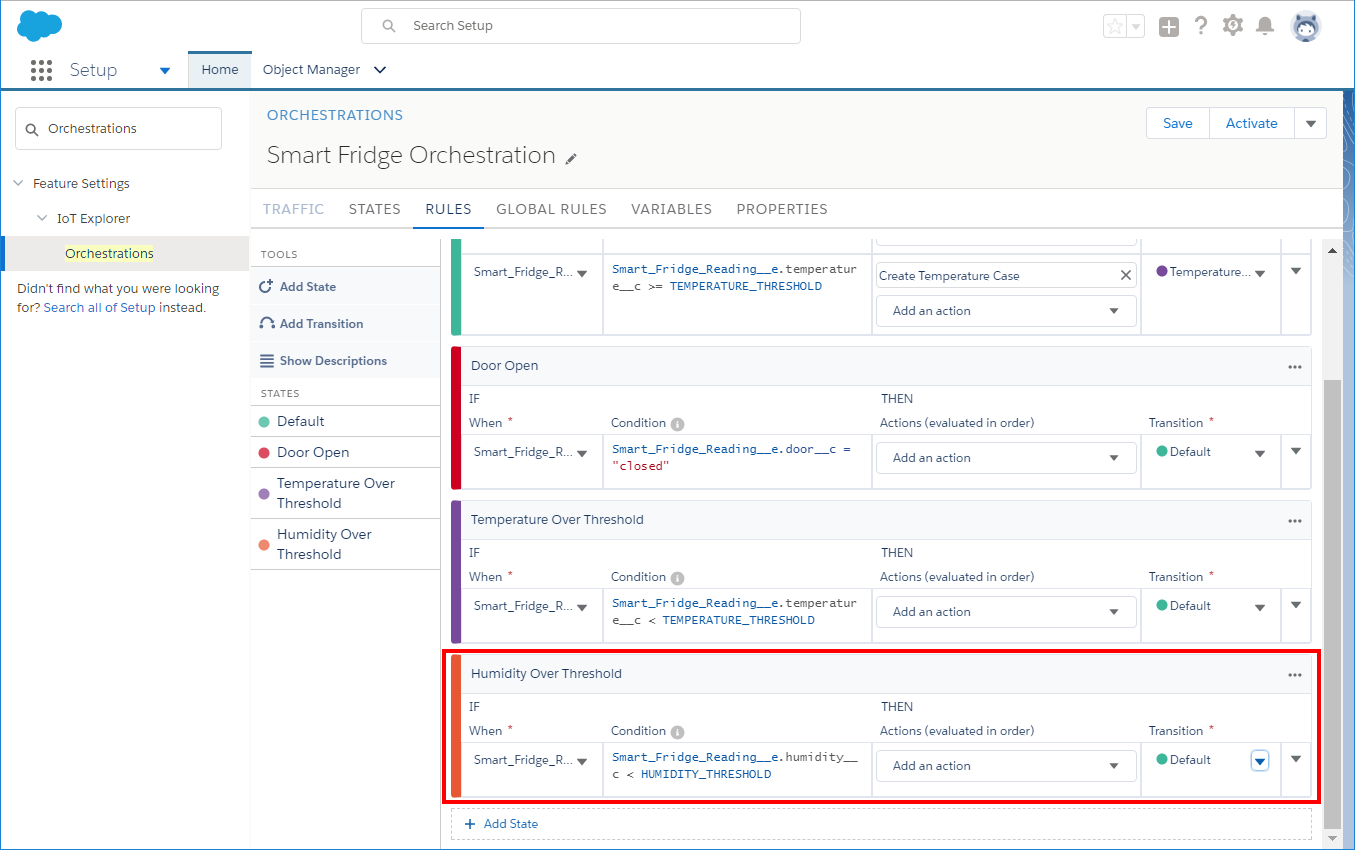 Search Setup
Setup
Home
Object Manager
Orchestrations
Feature Settings
IoT Explorer
Orchestrations
Didn't find what you were looking
for? Search all of Setup instead.
ORCHESTRATIONS
Smart Fridge Orchestration
Save
Activate
TRAFFIC
STATES
RULES
GLOBAL RULES
VARIABLES
PROPERTIES
TOOLS
Add State
Add Transition
Show Descriptions
STATES
Default
Door Open
Temperature Over
Threshold
Humidity Over
Threshold
Smart_Fridge_R...
Smart_Fridge_Reading__e.temperatur
e__c >= TEMPERATURE_THRESHOLD
Create Temperature Case
Add an action
Temperature...
Door Open
IF
THEN
When *
Condition
Actions (evaluated in order)
Transition *
Smart_Fridge_R...
Smart_Fridge_Reading__e.door__c =
"closed"
Add an action
Default
Temperature Over Threshold
IF
THEN
When *
Condition
Actions (evaluated in order)
Transition *
Smart_Fridge_R...
Smart_Fridge_Reading__e.temperatur
e__c < TEMPERATURE_THRESHOLD
Add an action
Default
Humidity Over Threshold
IF
THEN
When *
Condition
Actions (evaluated in order)
Transition *
Smart_Fridge_R...
Smart_Fridge_Reading__e.humidity__
c < HUMIDITY_THRESHOLD
Add an action
Default
+ Add State